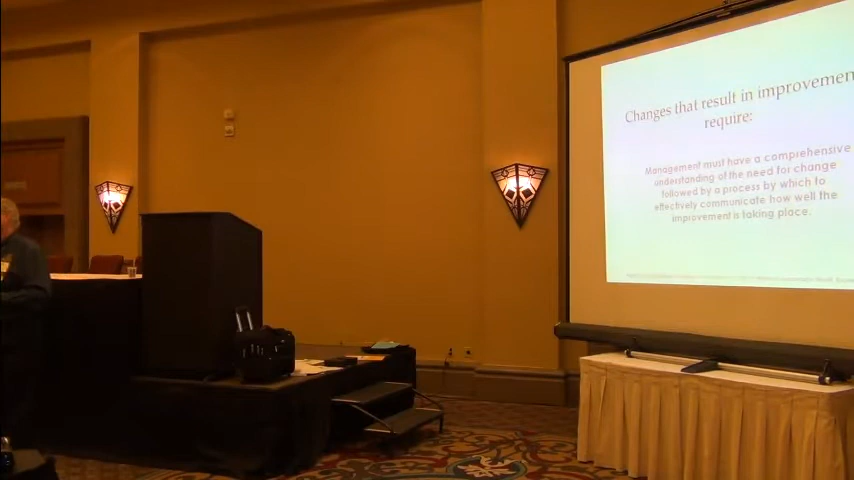 Changes that result in improvement
require:
Management must have a comprehensive
understanding of the need for change
followed by a process by which to
effectively communicate how well the
improvement is taking place.